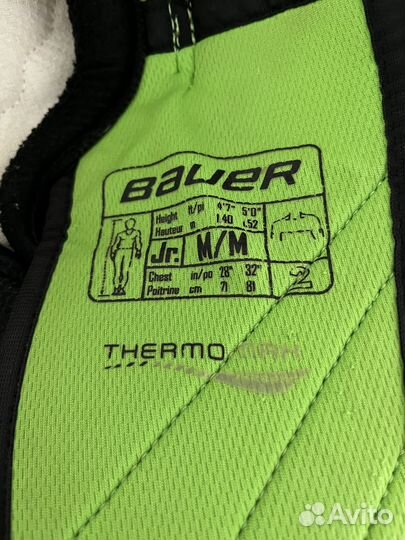 BAUER
Height ft/pi 4'7" 5'0"
Hauteur m 1.40 1.52
Jr. M/M
Chest in/po 28" 32"
Poitrine cm 71 81
2
THERMO MAX
Avito